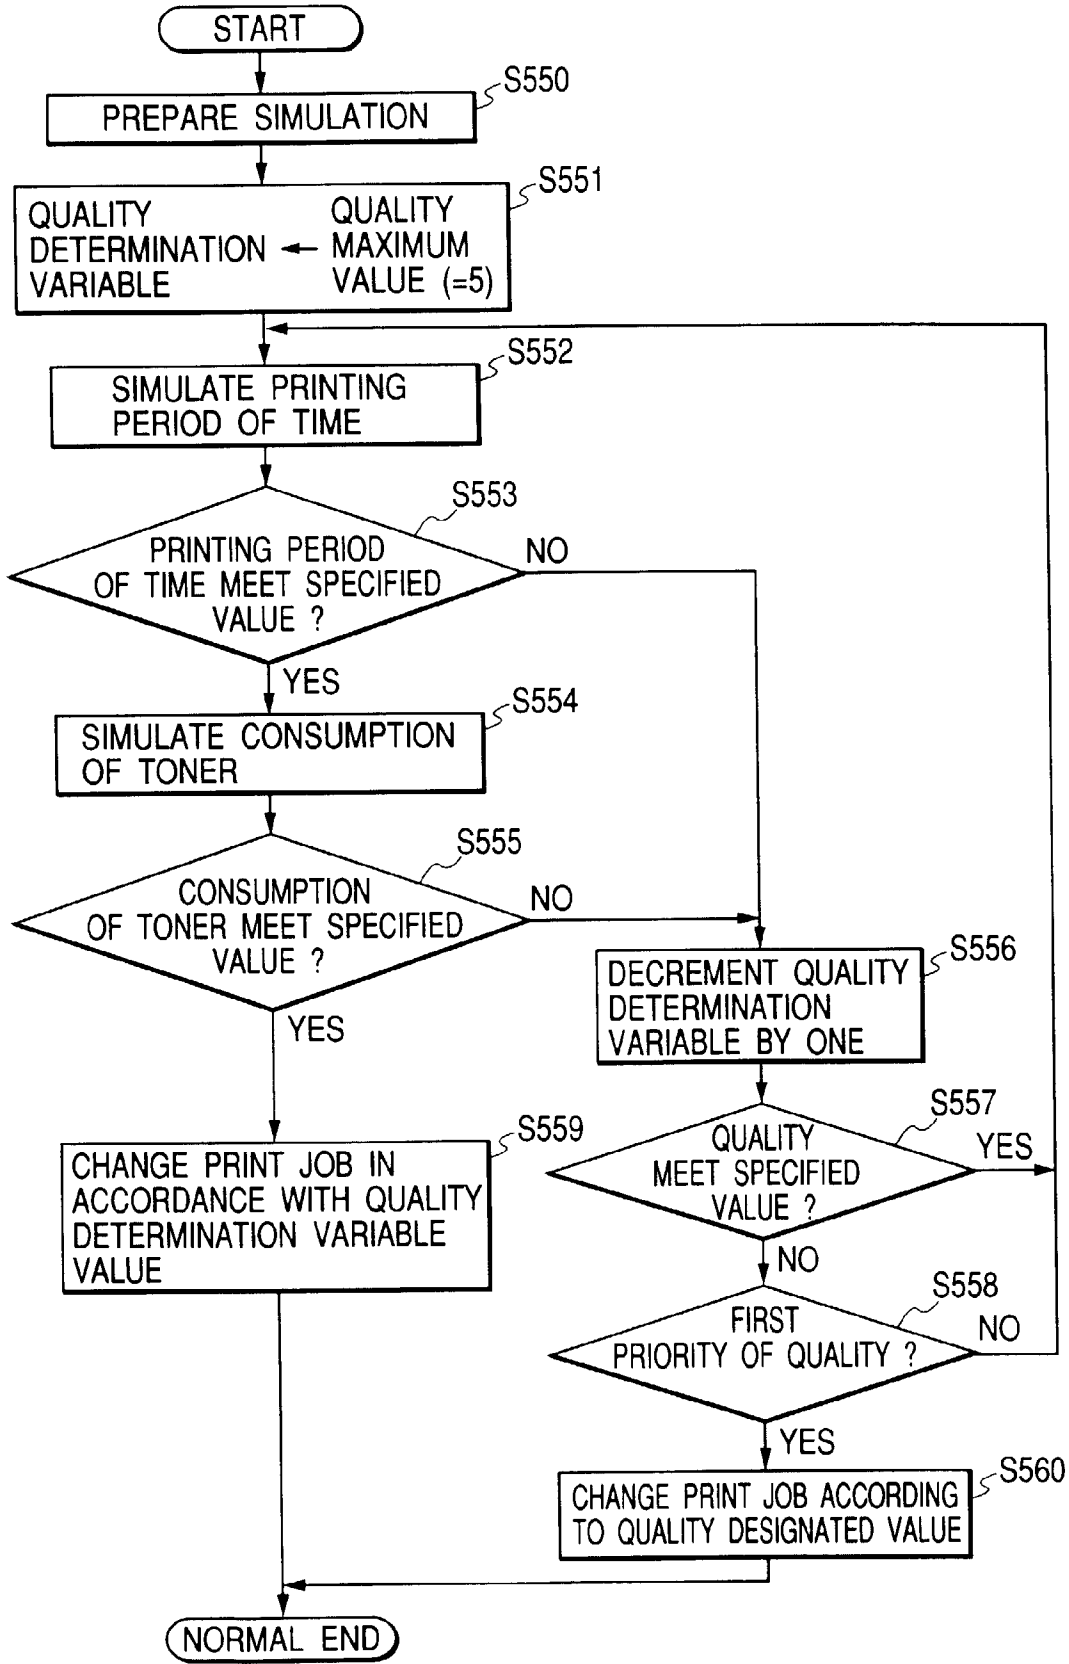 START
S550
PREPARE SIMULATION
S551
QUALITY
DETERMINATION
VARIABLE
QUALITY
MAXIMUM
VALUE (=5)
S552
SIMULATE PRINTING
PERIOD OF TIME
S553
PRINTING PERIOD
OF TIME MEET SPECIFIED
VALUE ?
NO
YES
S554
SIMULATE CONSUMPTION
OF TONER
S555
CONSUMPTION
OF TONER MEET SPECIFIED
VALUE ?
NO
YES
S556
DECREMENT QUALITY
DETERMINATION
VARIABLE BY ONE
S557
QUALITY
MEET SPECIFIED
VALUE ?
YES
NO
S559
CHANGE PRINT JOB IN
ACCORDANCE WITH QUALITY
DETERMINATION VARIABLE
VALUE
S558
FIRST
PRIORITY OF QUALITY ?
NO
YES
S560
CHANGE PRINT JOB ACCORDING
TO QUALITY DESIGNATED VALUE
NORMAL END